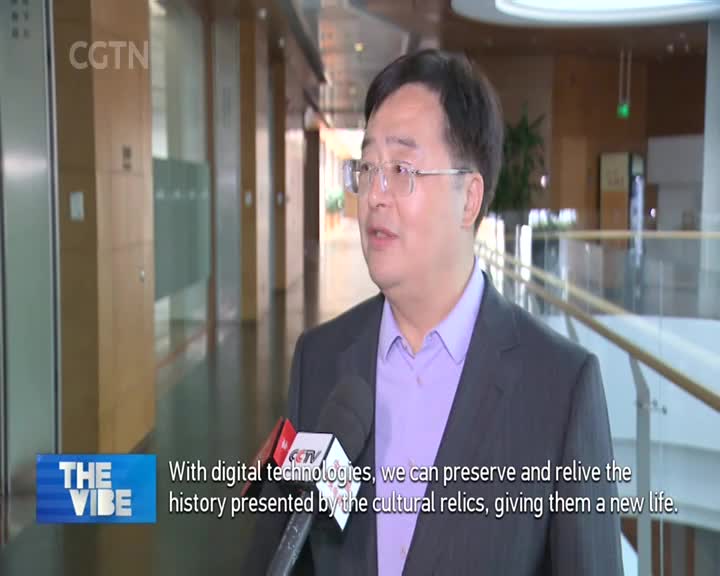 CGTN
CCTV
THE
VIBE
With digital technologies, we can preserve and relive the
history presented by the cultural relics, giving them a new life.